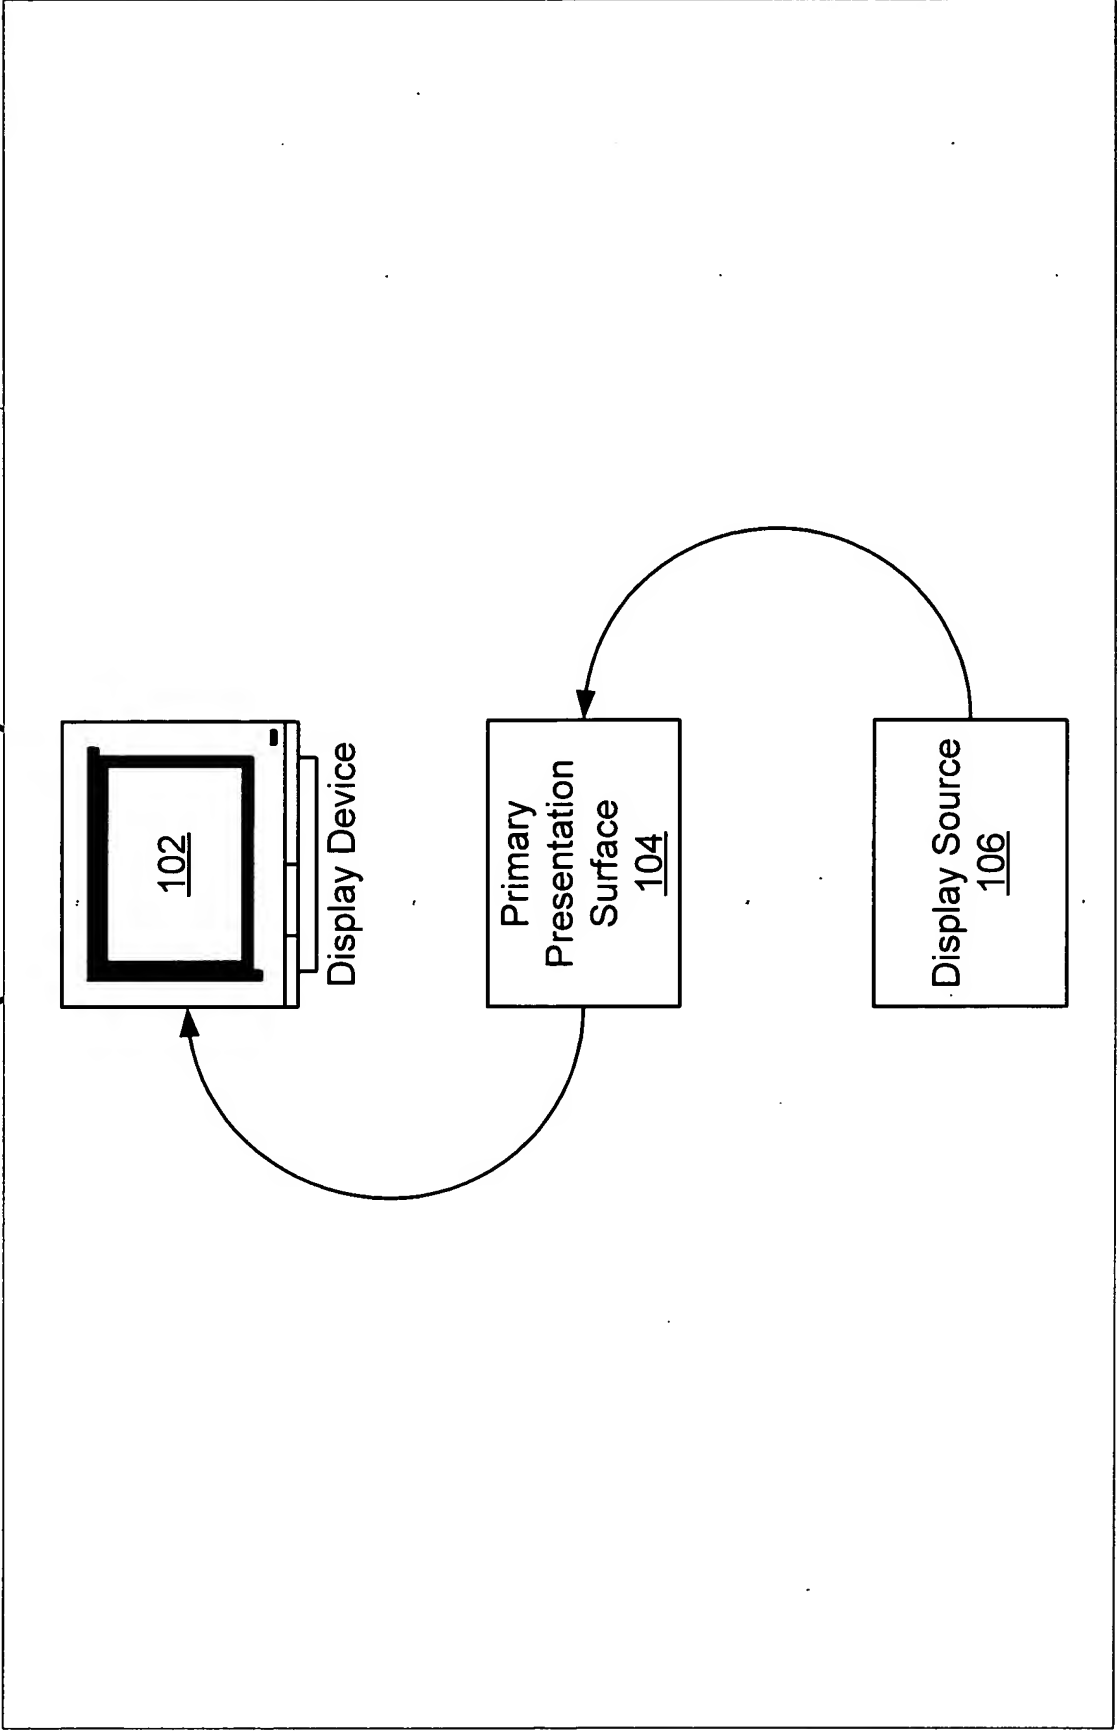 102
Display Device
Primary
Presentation
Surface
104
Display Source
106